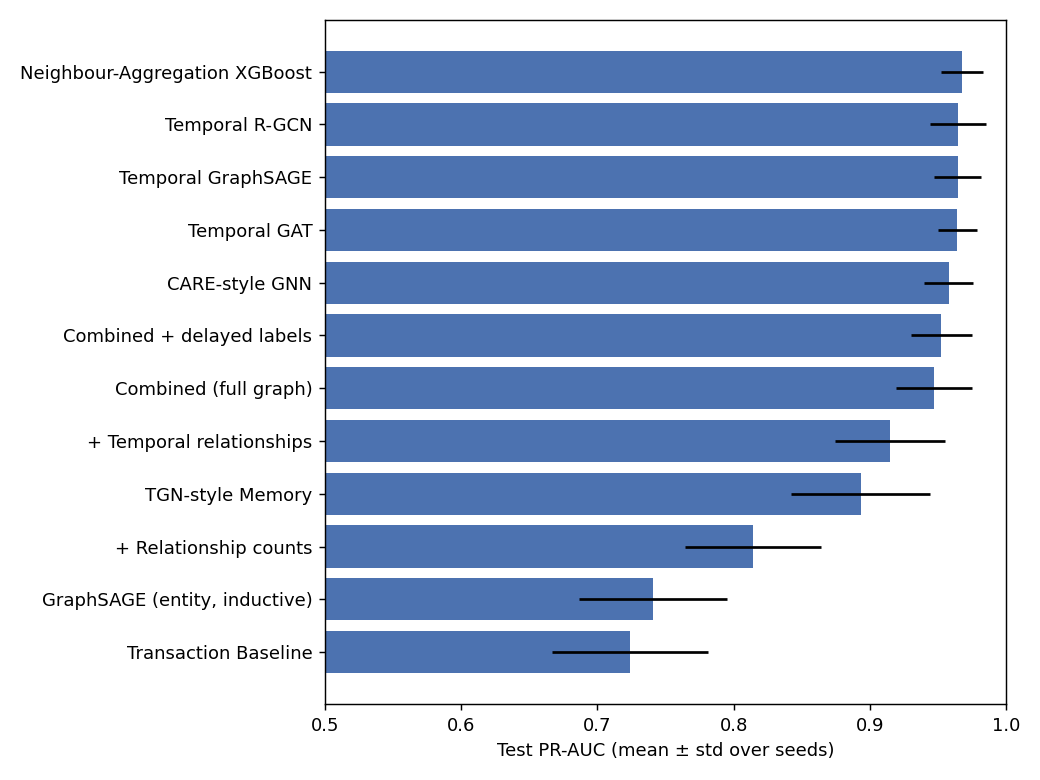 Neighbour-Aggregation XGBoost
Temporal R-GCN
Temporal GraphSAGE
Temporal GAT
CARE-style GNN
Combined + delayed labels
Combined (full graph)
+ Temporal relationships
TGN-style Memory
+ Relationship counts
GraphSAGE (entity, inductive)
Transaction Baseline
0.5 0.6 0.7 0.8 0.9 1.0
Test PR-AUC (mean ± std over seeds)